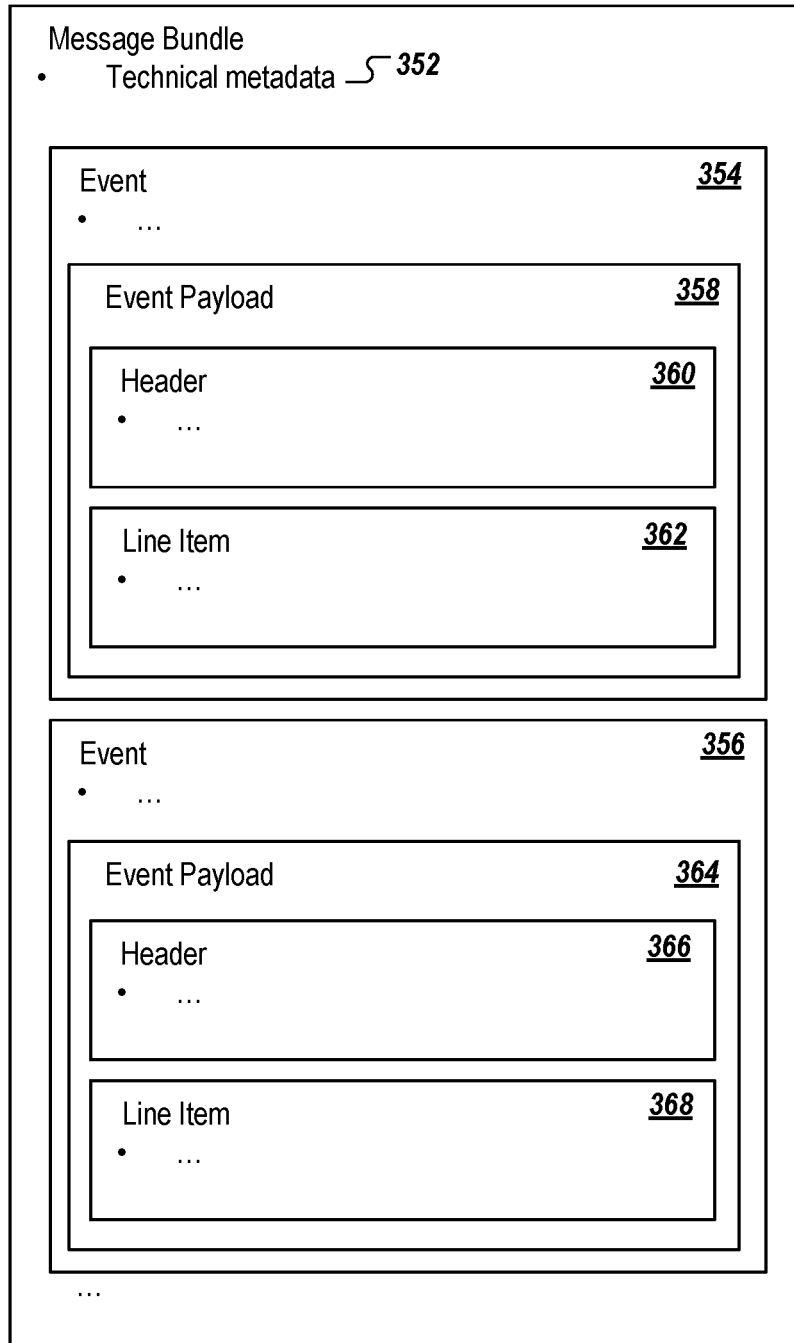 Message Bundle
• Technical metadata 352
Event 354
• ...
Event Payload 358
Header 360
• ...
Line Item 362
• ...
Event 356
• ...
Event Payload 364
Header 366
• ...
Line Item 368
• ...
...